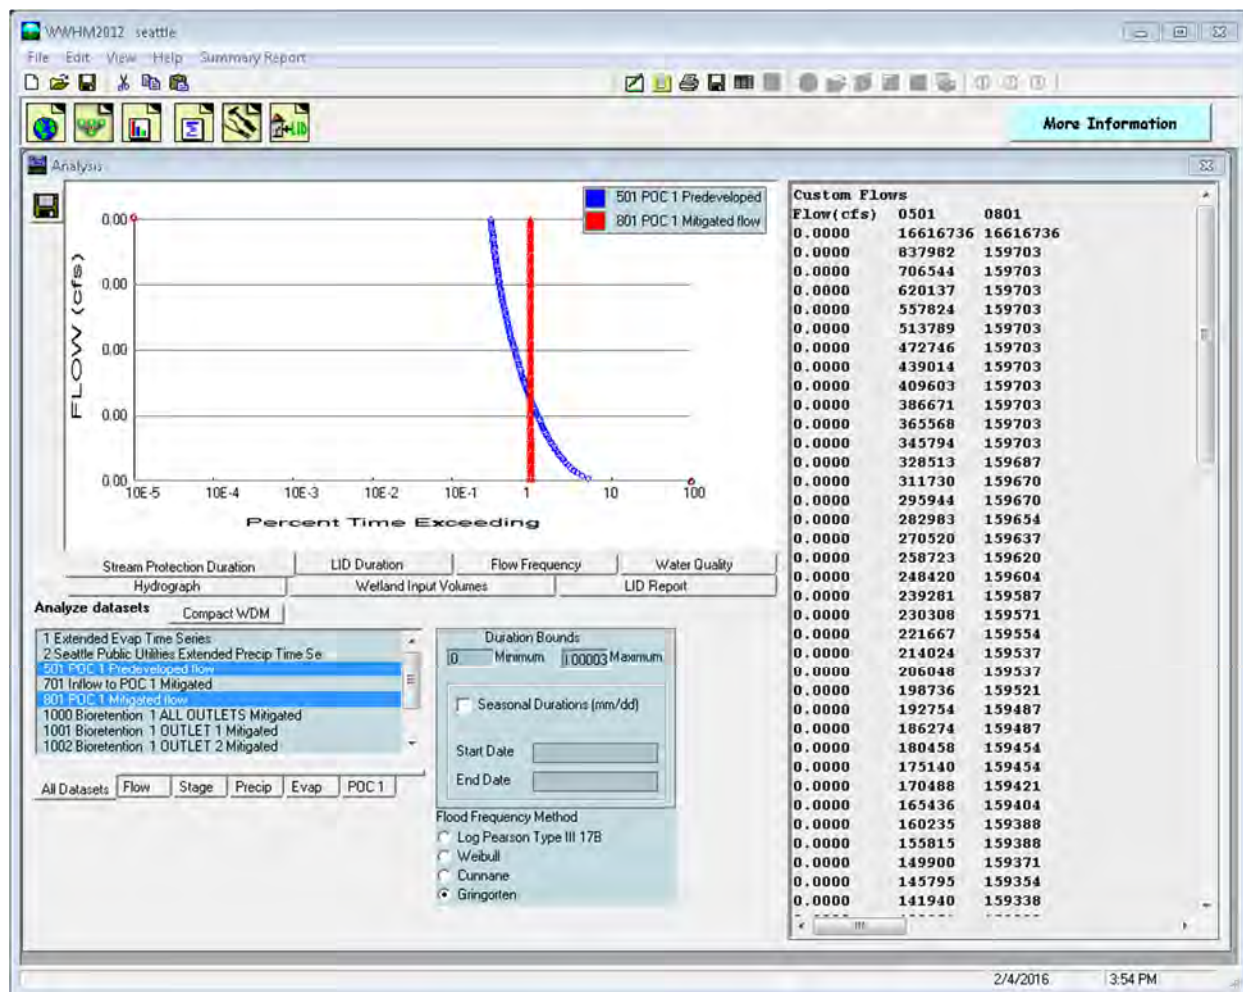 WWHM2012 seattle
File Edit View Help Summary Report
More Information
Analysis
501 POC 1 Predeveloped
801 POC 1 Mitigated flow
FLOW (cfs)
0.00
0.00
0.00
0.00
0.00
10E-5 10E-4 10E-3 10E-2 10E-1 1 10 100
Percent Time Exceeding
Stream Protection Duration LID Duration Flow Frequency Water Quality
Hydrograph Wetland Input Volumes LID Report
Analyze datasets Compact WDM
1 Extended Evap Time Series
2 Seattle Public Utilities Extended Precip Time Se
501 POC 1 Predeveloped flow
701 Inflow to POC 1 Mitigated
801 POC 1 Mitigated flow
1000 Bioretention 1 ALL OUTLETS Mitigated
1001 Bioretention 1 OUTLET 1 Mitigated
1002 Bioretention 1 OUTLET 2 Mitigated
All Datasets Flow Stage Precip Evap POC 1
Duration Bounds
0. Minimum Maximum
Seasonal Durations (mm/dd)
Start Date
End Date
Flood Frequency Method
Log Pearson Type III 17B
Weibull
Cunnane
Gringorten
Custom Flows
Flow(cfs) 0501 0801
0.0000 16616736 16616736
0.0000 837982 159703
0.0000 706544 159703
0.0000 620137 159703
0.0000 557824 159703
0.0000 513789 159703
0.0000 472746 159703
0.0000 439014 159703
0.0000 409603 159703
0.0000 386671 159703
0.0000 365568 159703
0.0000 345794 159703
0.0000 328513 159687
0.0000 311730 159670
0.0000 295944 159670
0.0000 282983 159654
0.0000 270520 159637
0.0000 258723 159620
0.0000 248420 159604
0.0000 239281 159587
0.0000 230308 159571
0.0000 221667 159554
0.0000 214024 159537
0.0000 206048 159537
0.0000 198736 159521
0.0000 192754 159487
0.0000 186274 159487
0.0000 180458 159454
0.0000 175140 159454
0.0000 170488 159421
0.0000 165436 159404
0.0000 160235 159388
0.0000 155815 159388
0.0000 149900 159371
0.0000 145795 159354
0.0000 141940 159338
2/4/2016 3:54 PM